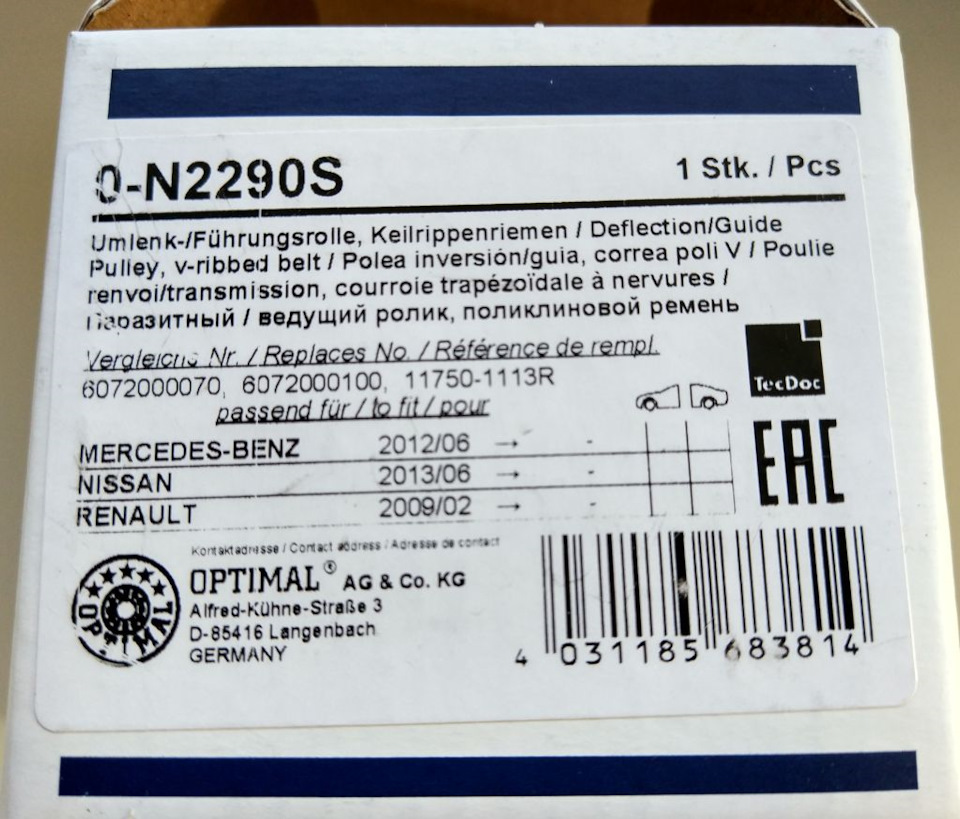 0-N2290S
1 Stk. / Pcs
Umlenk-/Führungsrolle, Keilrippenriemen / Deflection/Guide
Pulley, v-ribbed belt / Polea inversión/guia, correa poli V / Poulie
renvoi/transmission, courroie trapézoïdale à nervures /
Паразитный / ведущий ролик, поликлиновой ремень
Vergleichs Nr. / Replaces No. / Référence de rempl.
6072000070, 6072000100, 11750-1113R
passend für / to fit / pour
TecDoc
MERCEDES-BENZ 2012/06 → -
NISSAN 2013/06 → -
RENAULT 2009/02 → -
EAC
Kontaktadresse / Contact address / Adresse de contact
OPTIMAL® AG & Co. KG
Alfred-Kühne-Straße 3
D-85416 Langenbach
GERMANY
OPTIMAL
4 031185 683814